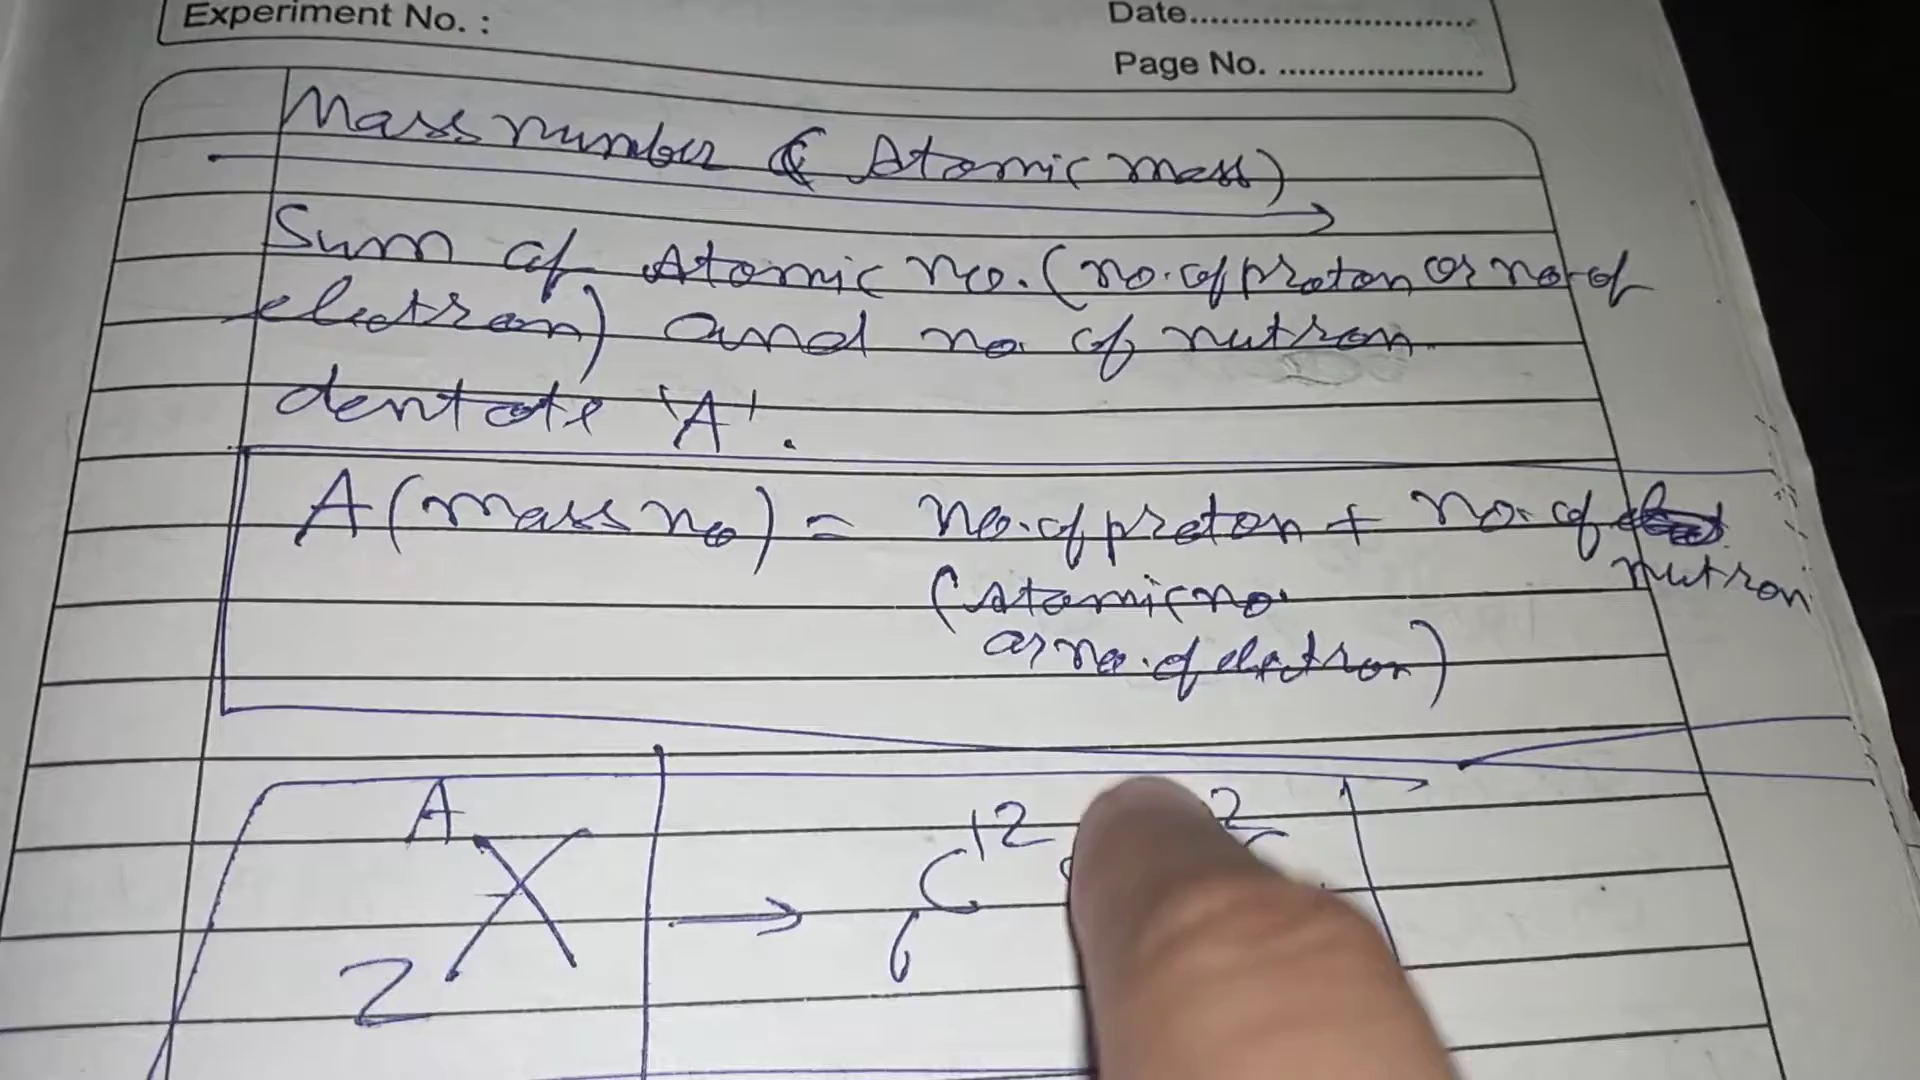 Experiment No. :
Date..............................
Page No. ......................
Mass number ( Atomic mass)
Sum of Atomic no. (no. of proton or no. of
electron) and no. of nutron
dentote 'A'.
A (mass no) = no. of proton + no. of
nutron
(Atomic no.
or no. of electron)
A
X
Z
→
C 12
6
2